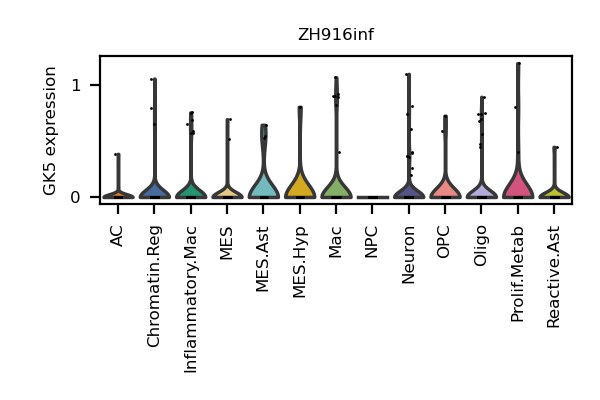 ZH916inf
GK5 expression
1
0
AC
Chromatin.Reg
Inflammatory.Mac
MES
MES.Ast
MES.Hyp
Mac
NPC
Neuron
OPC
Oligo
Prolif.Metab
Reactive.Ast